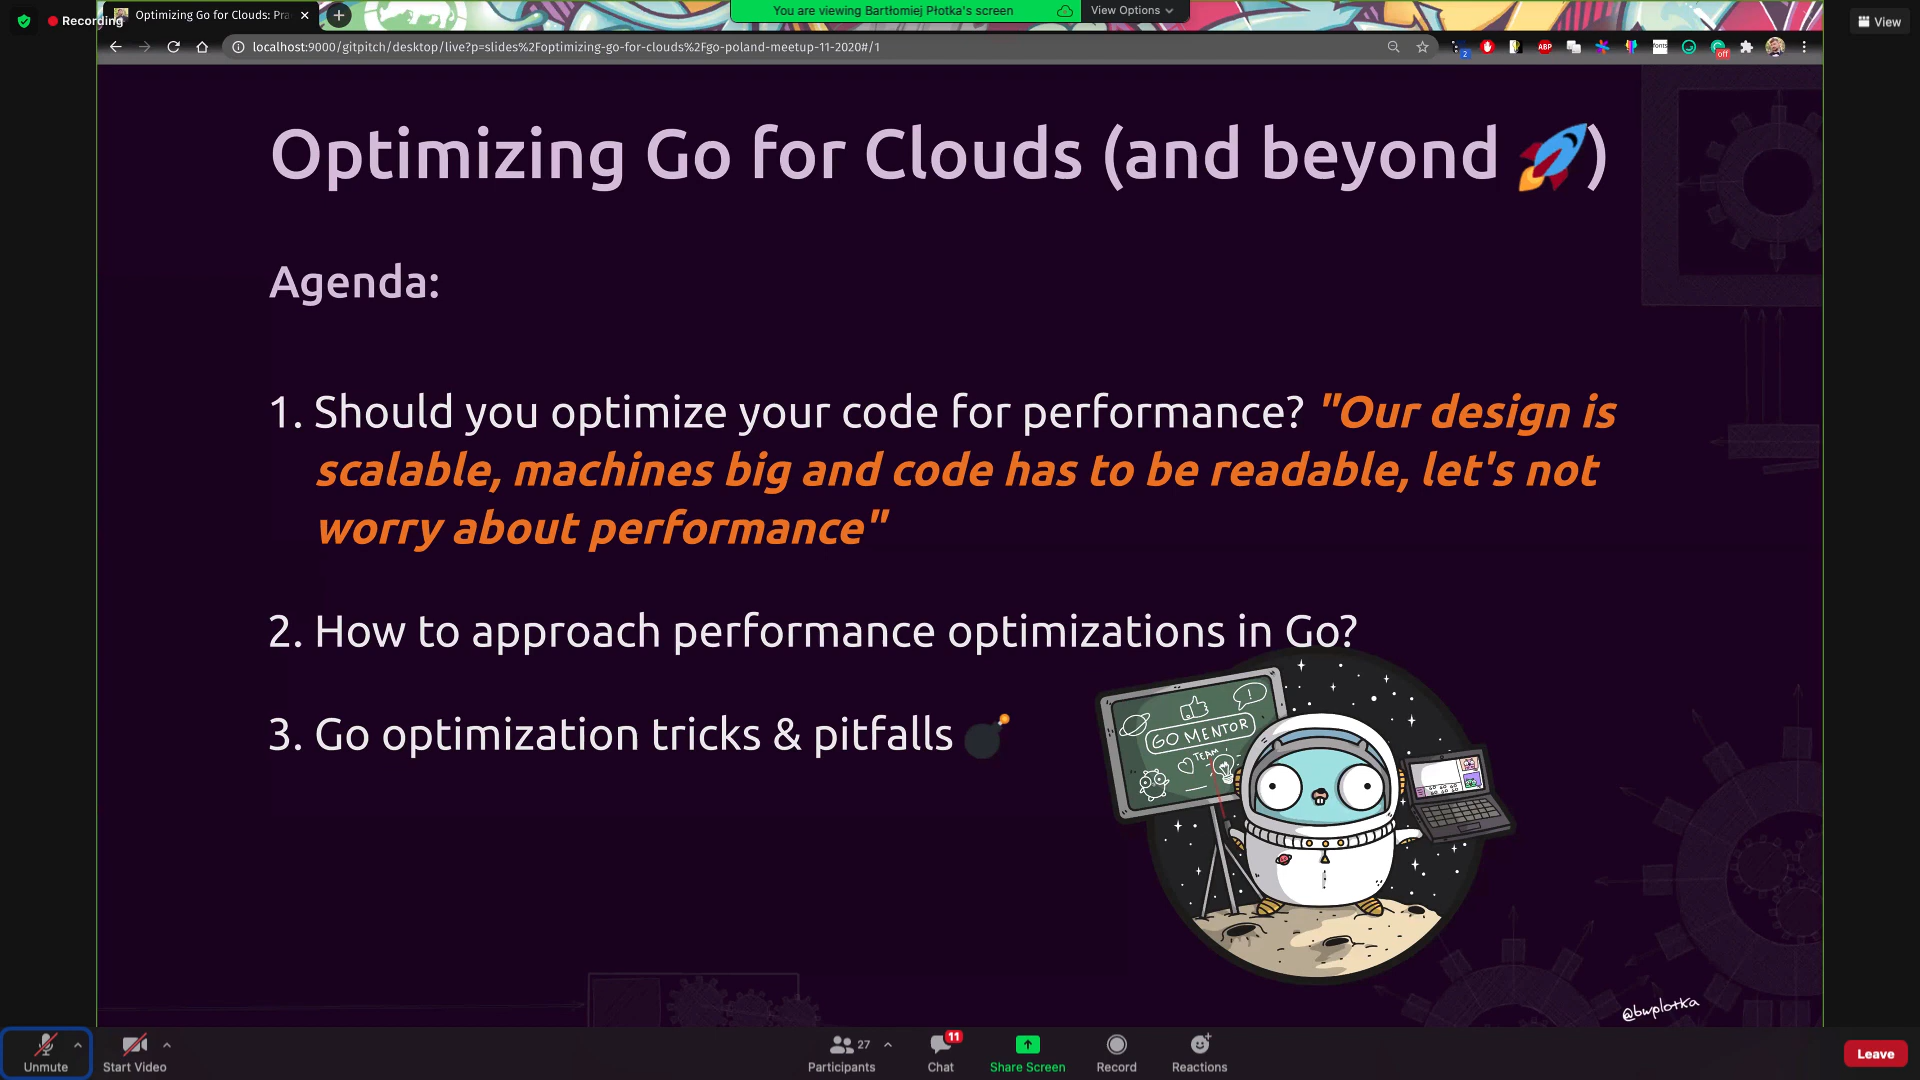 Recording
Optimizing Go for Clouds: Pra
You are viewing Bartłomiej Płotka's screen
View Options
View
localhost:9000/gitpitch/desktop/live?p=slides%2Foptimizing-go-for-clouds%2Fgo-poland-meetup-11-2020#/1
2
ABP
fonts
off
Optimizing Go for Clouds (and beyond 🚀)
Agenda:
1. Should you optimize your code for performance? "Our design is
scalable, machines big and code has to be readable, let's not
worry about performance"
2. How to approach performance optimizations in Go?
3. Go optimization tricks & pitfalls 💣
!
GO MENTOR
TEAM
@bwplotka
Unmute
Start Video
27
Participants
11
Chat
Share Screen
Record
Reactions
Leave